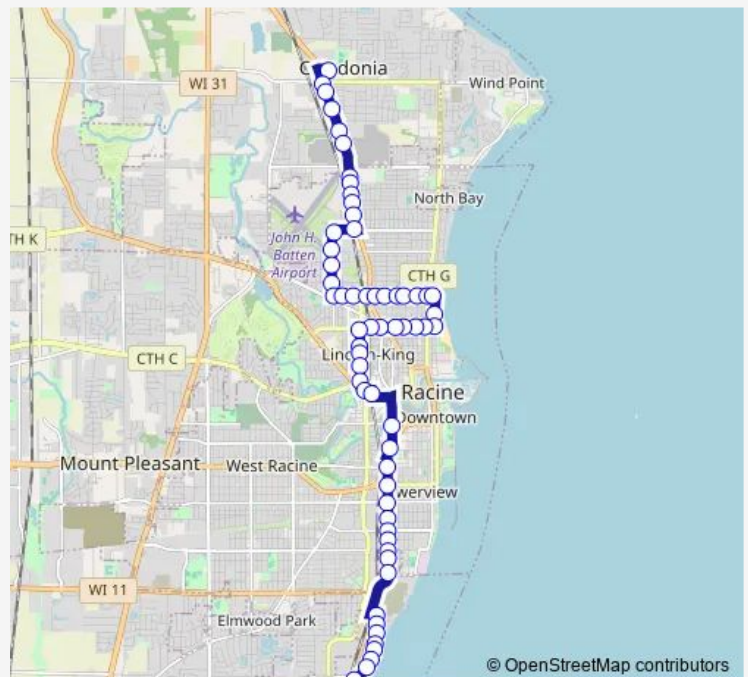 Wind Point
WI 31
North Bay
TH K
John H.
Batten
Airport
CTH G
CTH C
Racine
Downtown
Mount Pleasant
West Racine
WI 11
Elmwood Park
© OpenStreetMap contributors